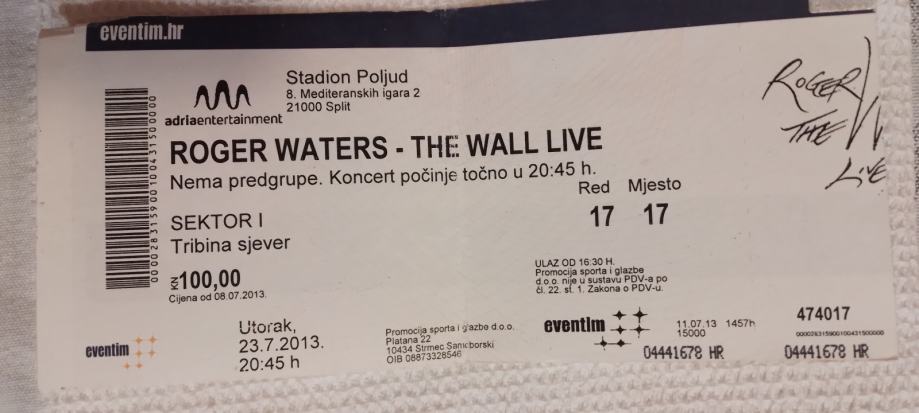 eventim.hr
adriaentertainment
Stadion Poljud
8. Mediteranskih igara 2
21000 Split
ROGER WATERS - THE WALL LIVE
Nema predgrupe. Koncert počinje točno u 20:45 h.
Red Mjesto
17 17
SEKTOR I
Tribina sjever
KN100,00
Cijena od 08.07.2013.
ULAZ OD 16:30 H.
Promocija sporta i glazbe
d.o.o. nije u sustavu PDV-a po
čl. 22. st. 1. Zakona o PDV-u.
eventim
Utorak,
23.7.2013.
20:45 h
Promocija sporta i glazbe d.o.o.
Platana 22
10434 Strmec Samoborski
OIB 08873328546
eventim
11.07.13 1457h
15000
04441678 HR
474017
000028315900100431500000
04441678 HR
000028315900100431500000
ROGER W
THE
LIVE